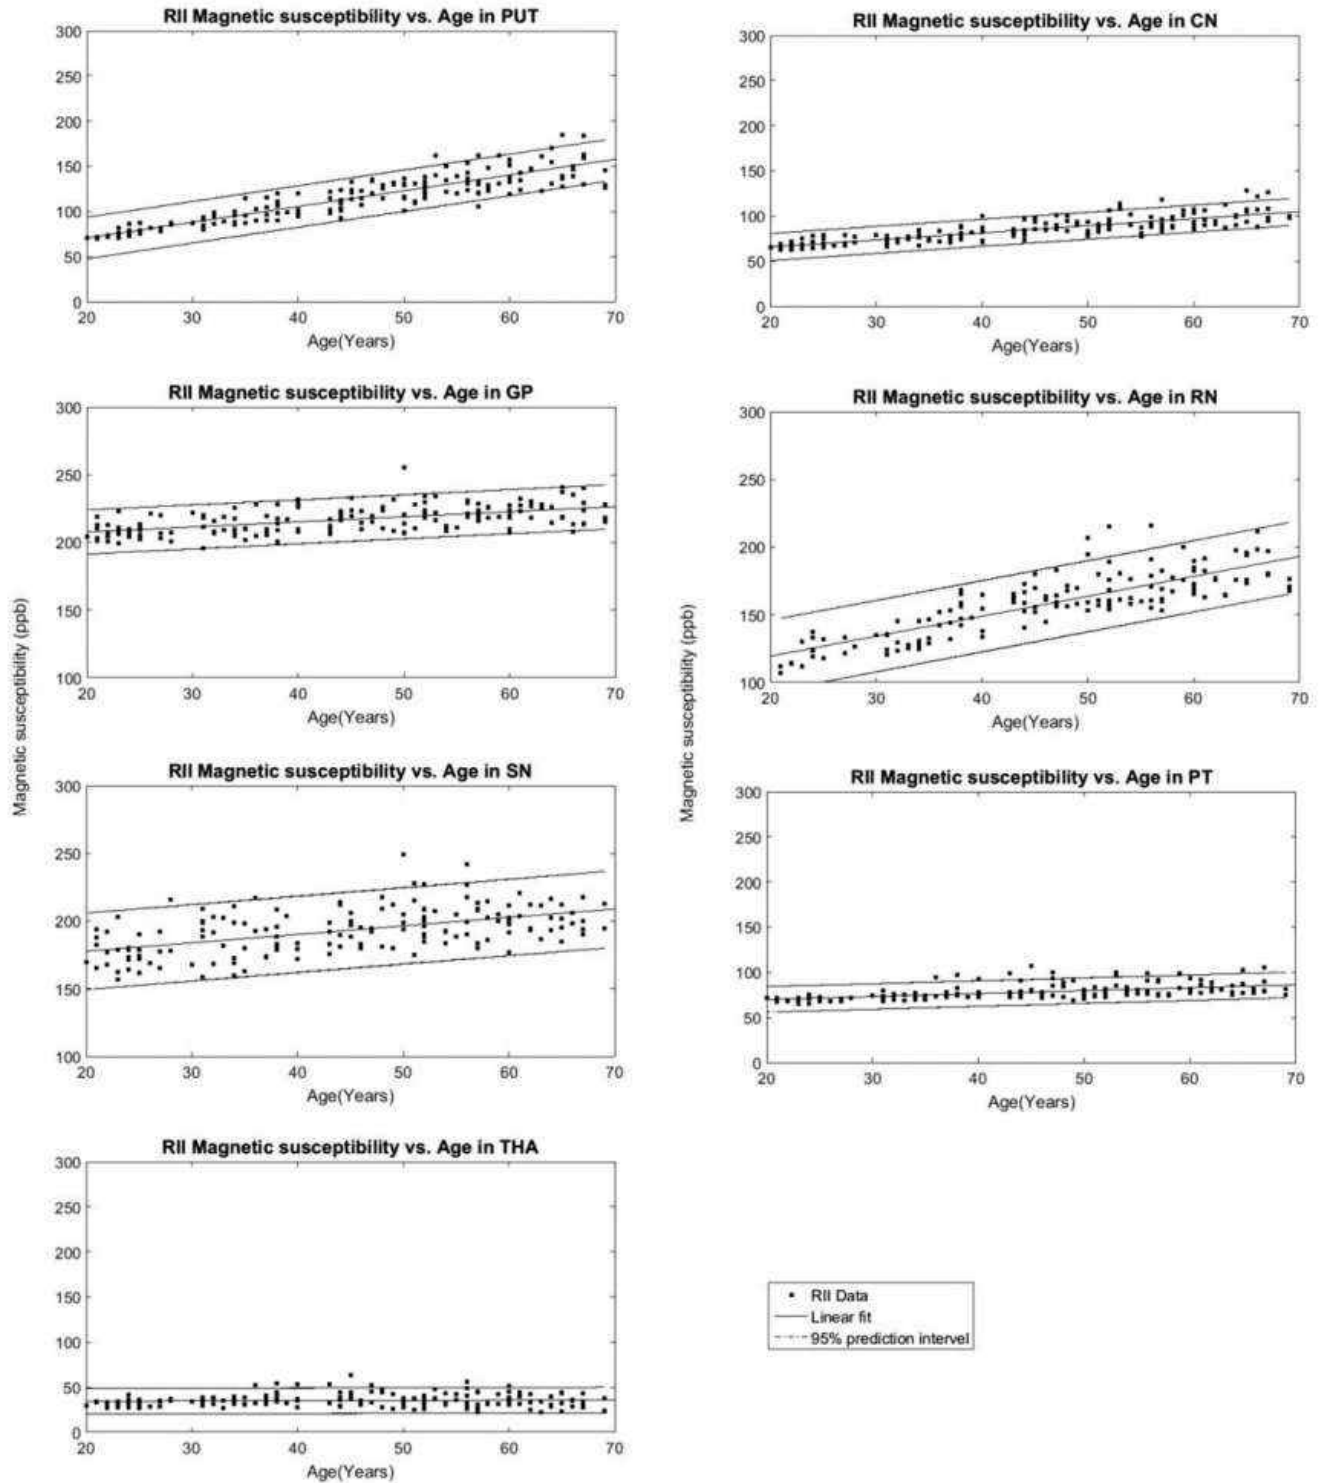 RII Magnetic susceptibility vs. Age in PUT
300
250
200
150
100
50
0
20 30 40 50 60 70
Age(Years)
RII Magnetic susceptibility vs. Age in CN
300
250
200
150
100
50
0
20 30 40 50 60 70
Age(Years)
RII Magnetic susceptibility vs. Age in GP
300
250
200
150
100
20 30 40 50 60 70
Age(Years)
RII Magnetic susceptibility vs. Age in RN
300
250
200
150
100
20 30 40 50 60 70
Age(Years)
Magnetic susceptibility (ppb)
Magnetic susceptibility (ppb)
RII Magnetic susceptibility vs. Age in SN
300
250
200
150
100
20 30 40 50 60 70
Age(Years)
RII Magnetic susceptibility vs. Age in PT
300
250
200
150
100
50
0
20 30 40 50 60 70
Age(Years)
RII Magnetic susceptibility vs. Age in THA
300
250
200
150
100
50
0
20 30 40 50 60 70
Age(Years)
RII Data
Linear fit
95% prediction intervel